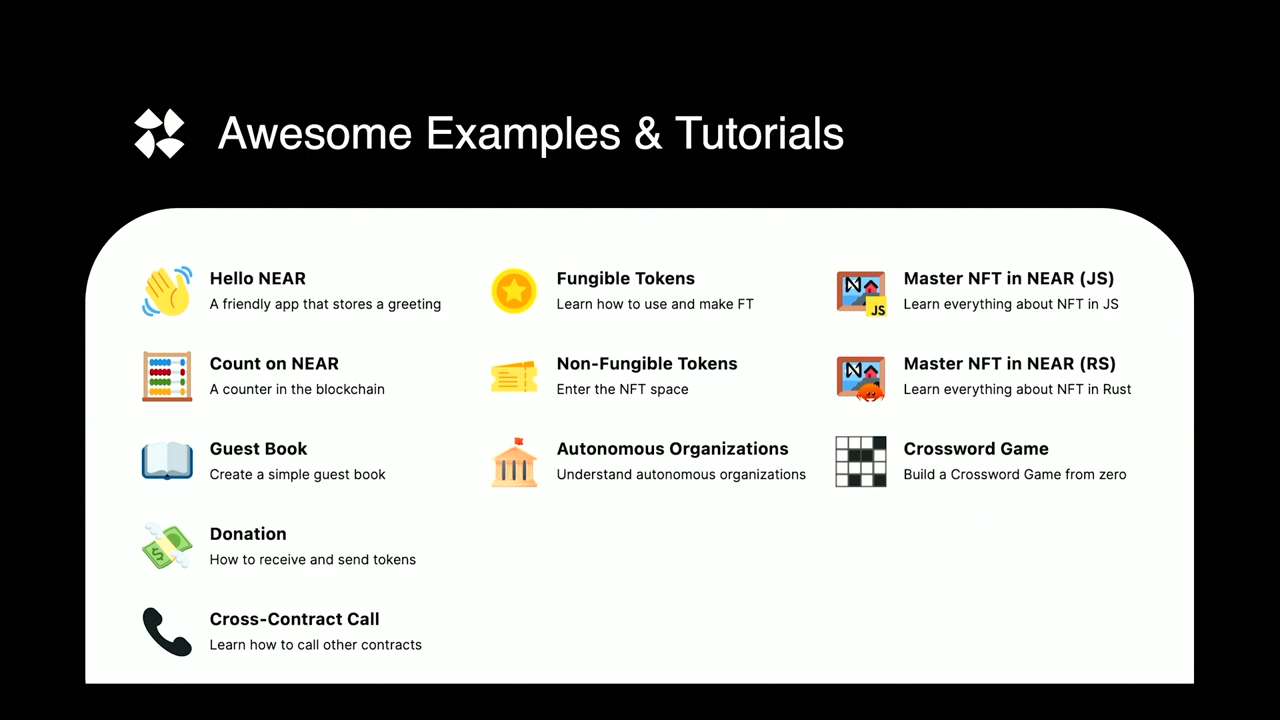 Awesome Examples & Tutorials
Hello NEAR
A friendly app that stores a greeting
Count on NEAR
A counter in the blockchain
Guest Book
Create a simple guest book
Donation
How to receive and send tokens
Cross-Contract Call
Learn how to call other contracts
Fungible Tokens
Learn how to use and make FT
Non-Fungible Tokens
Enter the NFT space
Autonomous Organizations
Understand autonomous organizations
Master NFT in NEAR (JS)
Learn everything about NFT in JS
JS
Master NFT in NEAR (RS)
Learn everything about NFT in Rust
Crossword Game
Build a Crossword Game from zero